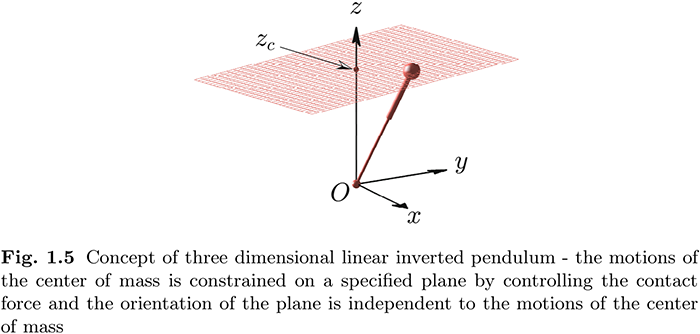 z
z_c
y
O
x
Fig. 1.5 Concept of three dimensional linear inverted pendulum - the motions of
the center of mass is constrained on a specified plane by controlling the contact
force and the orientation of the plane is independent to the motions of the center
of mass